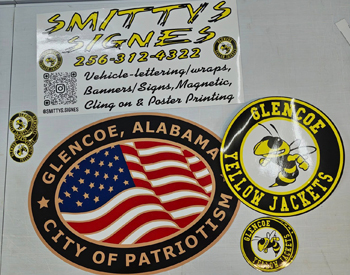 SMITTYS
SIGNES
256-312-4322
Vehicle-lettering/wraps,
Banners/Signs, Magnetic,
Cling on & Poster Printing
@SMITTYS.SIGNES
GLENCOE, ALABAMA
CITY OF PATRIOTISM
GLENCOE
YELLOW JACKETS
GLENCOE
YELLOW JACKETS